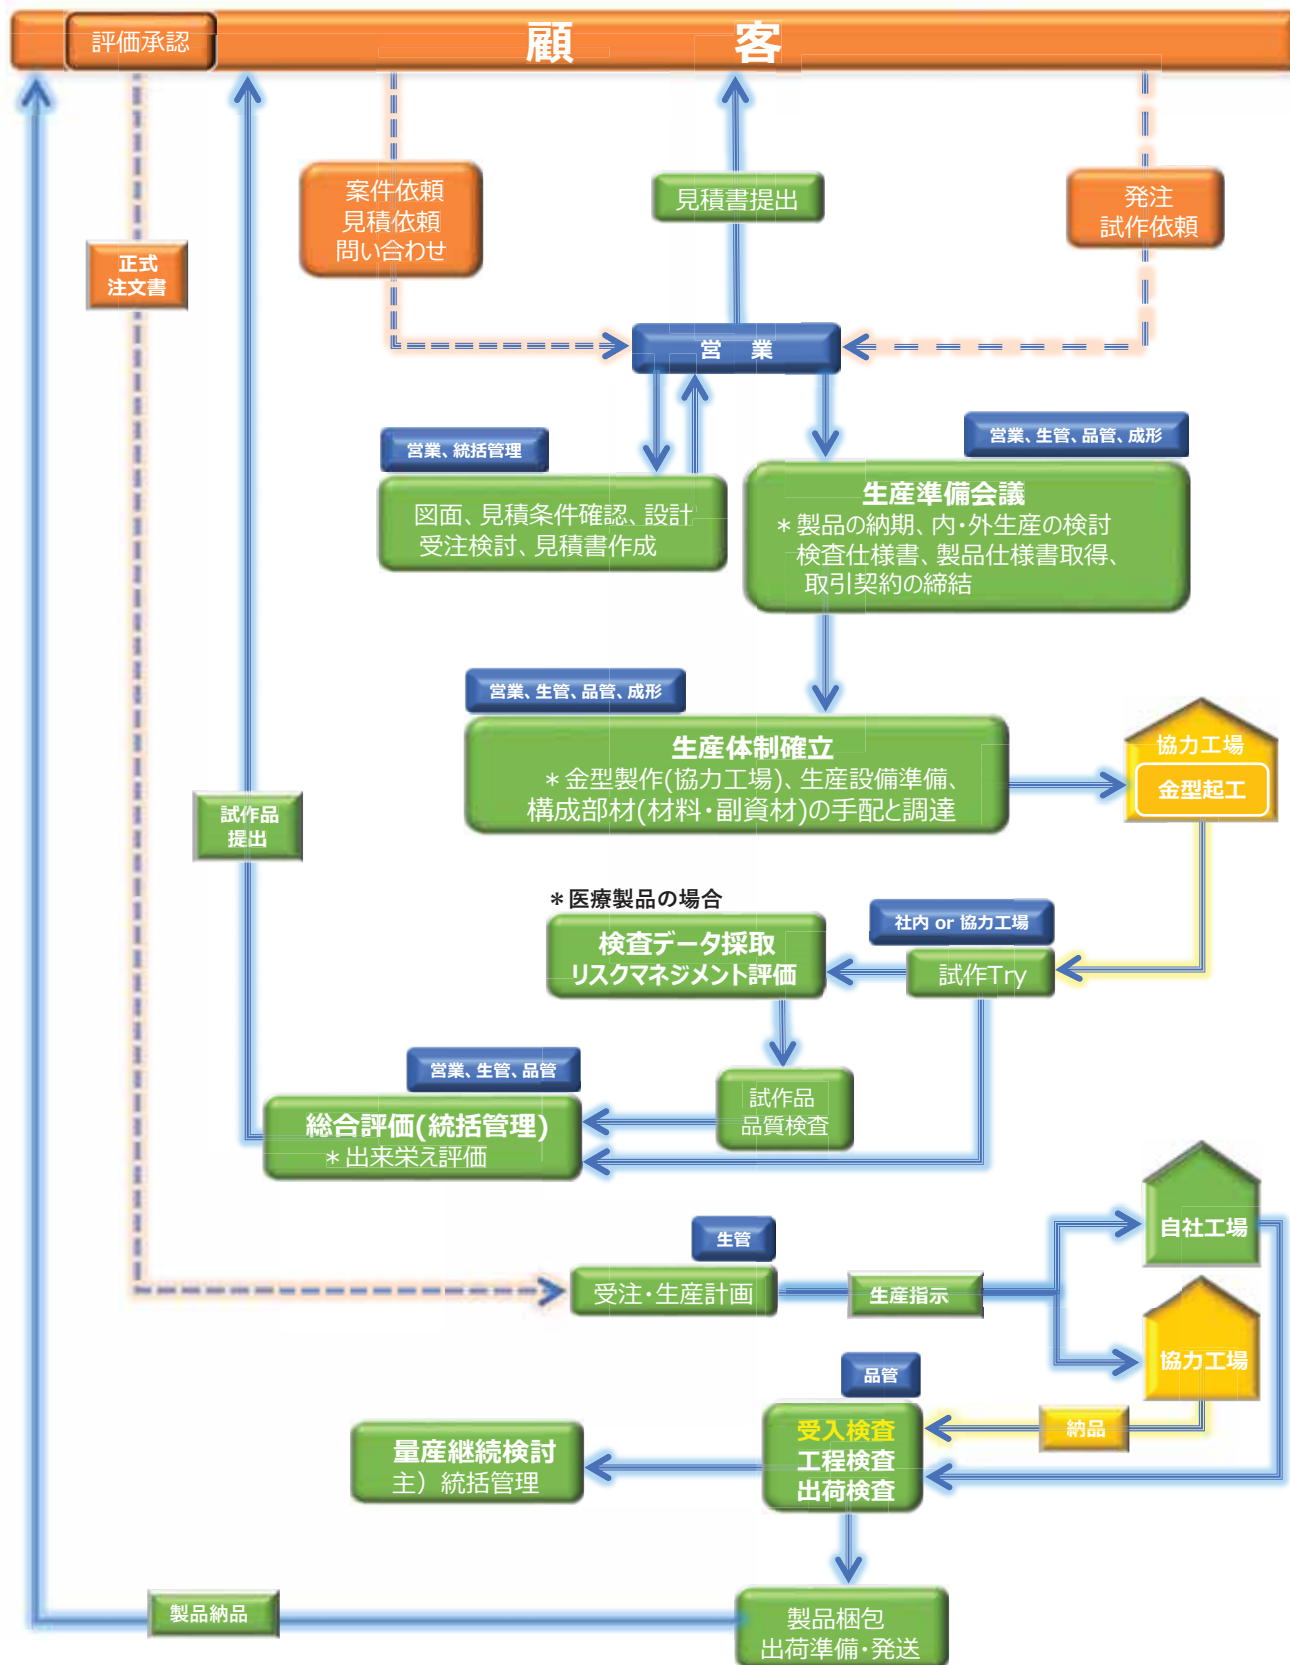 評価承認
顧 客
案件依頼
見積依頼
問い合わせ
見積書提出
発注
試作依頼
正式
注文書
営 業
営業、統括管理
図面、見積条件確認、設計
受注検討、見積書作成
営業、生管、品管、成形
生産準備会議
＊製品の納期、内・外生産の検討
検査仕様書、製品仕様書取得、
取引契約の締結
営業、生管、品管、成形
生産体制確立
＊金型製作(協力工場)、生産設備準備、
構成部材(材料・副資材)の手配と調達
協力工場
金型起工
試作品
提出
＊医療製品の場合
検査データ採取
リスクマネジメント評価
社内 or 協力工場
試作Try
営業、生管、品管
総合評価(統括管理)
＊出来栄え評価
試作品
品質検査
自社工場
生管
受注・生産計画
生産指示
協力工場
品管
受入検査
工程検査
出荷検査
納品
量産継続検討
主）統括管理
製品納品
製品梱包
出荷準備・発送